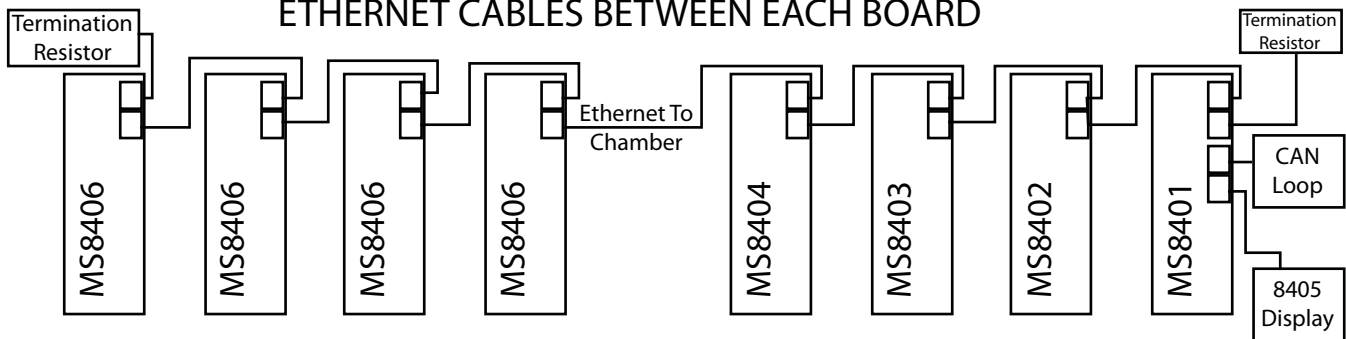 ETHERNET CABLES BETWEEN EACH BOARD
Termination
Resistor
Termination
Resistor
Ethernet To
Chamber
CAN
Loop
MS8406
MS8406
MS8406
MS8406
MS8404
MS8403
MS8402
MS8401
8405
Display